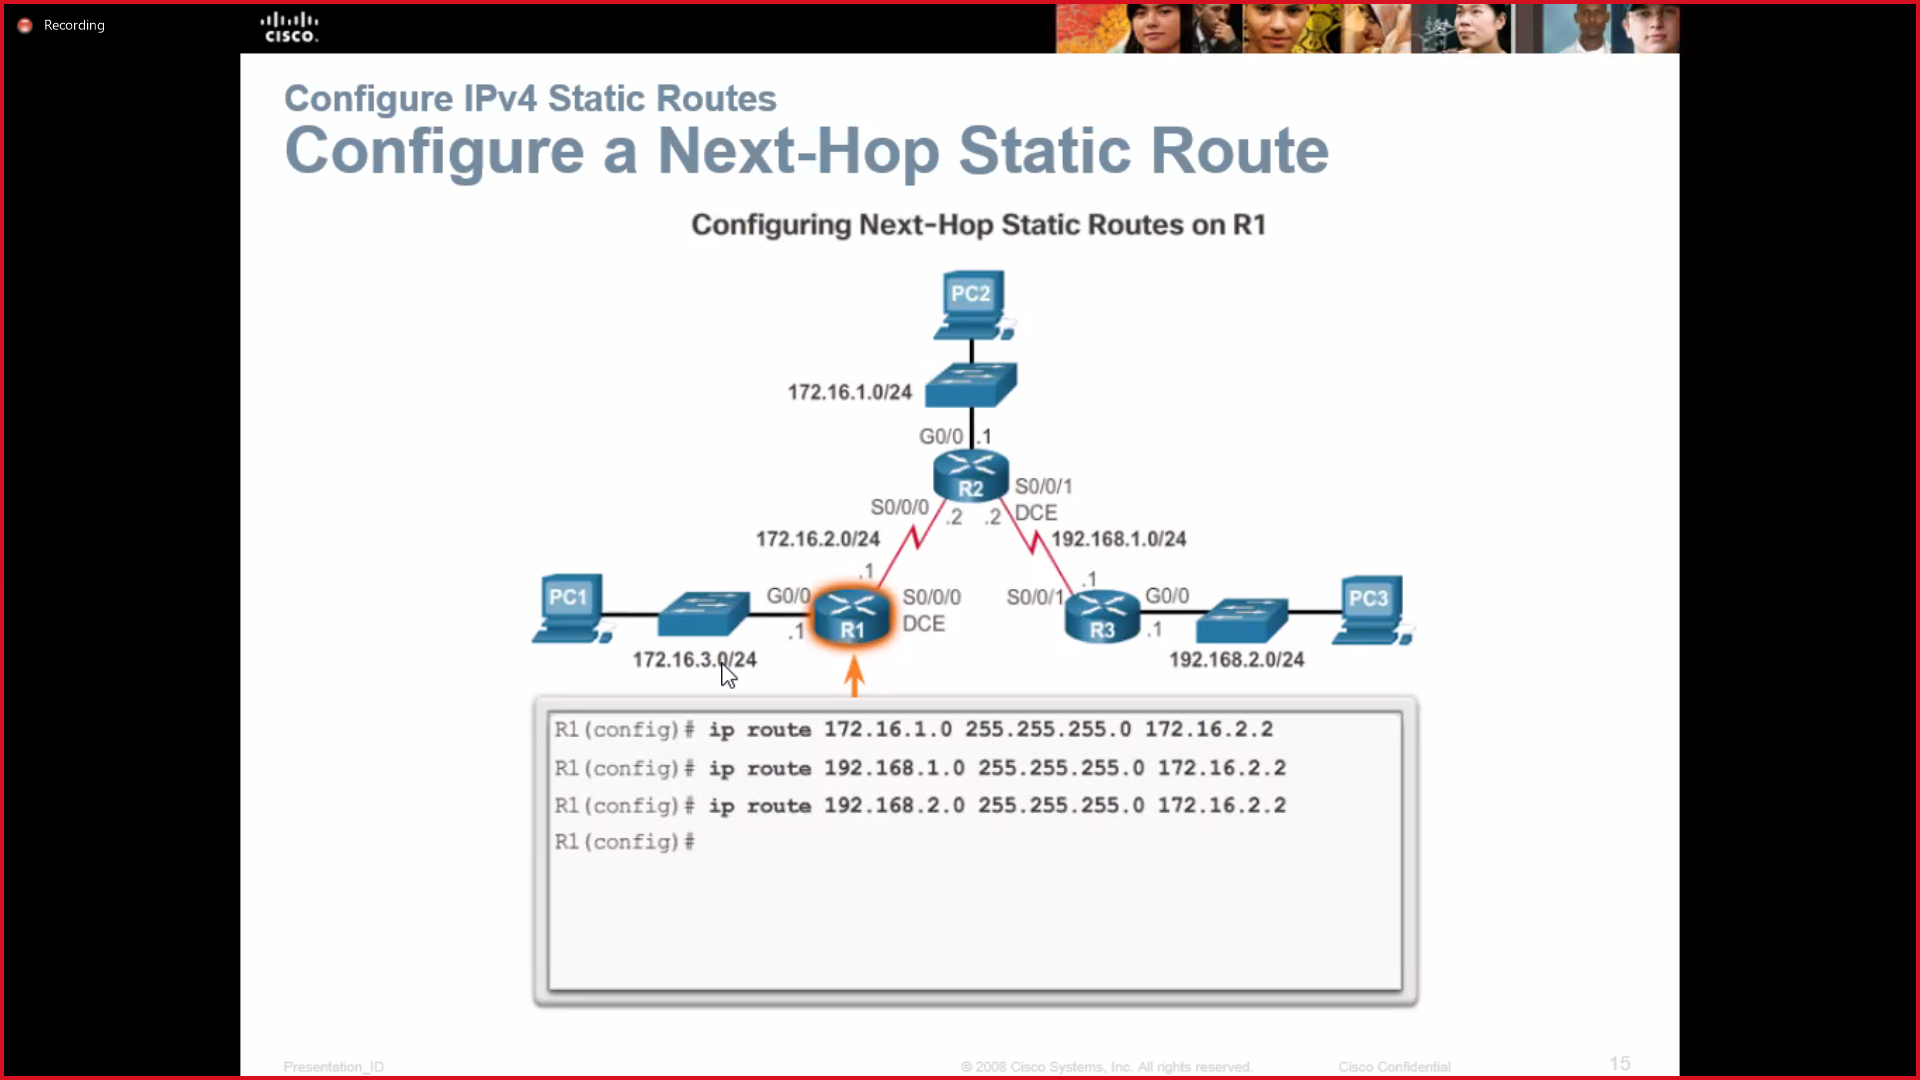 Recording
CISCO.
Configure IPv4 Static Routes
Configure a Next-Hop Static Route
Configuring Next-Hop Static Routes on R1
PC2
172.16.1.0/24
G0/0 .1
R2
S0/0/1
DCE
S0/0/0
.2 .2
172.16.2.0/24
192.168.1.0/24
.1
.1
PC1
G0/0
S0/0/0
DCE
S0/0/1
G0/0
PC3
.1
R1
R3
.1
172.16.3.0/24
192.168.2.0/24
R1(config)# ip route 172.16.1.0 255.255.255.0 172.16.2.2
R1(config)# ip route 192.168.1.0 255.255.255.0 172.16.2.2
R1(config)# ip route 192.168.2.0 255.255.255.0 172.16.2.2
R1(config)#
Presentation_ID
© 2008 Cisco Systems, Inc. All rights reserved.
Cisco Confidential
15